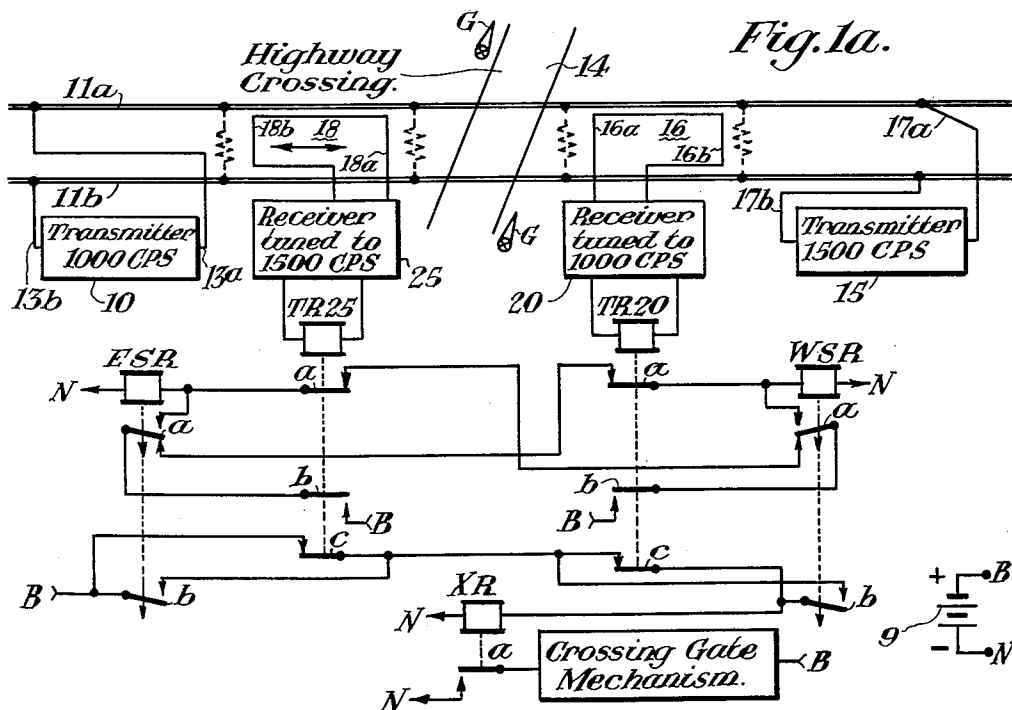 Fig. 1a.
G
Highway
Crossing.
14
11a
18b
18
18a
16a
16
16b
17a
11b
17b
Transmitter
1000 CPS
Receiver
tuned to
1500 CPS
Receiver
tuned to
1000 CPS
Transmitter
1500 CPS
G
13b
10
13a
25
20
15
TR25
TR20
ESR
WSR
N
a
a
N
a
a
b
b
B
B
c
c
B
b
b
XR
N
a
Crossing Gate
Mechanism.
B
N
+
B
9
-
N